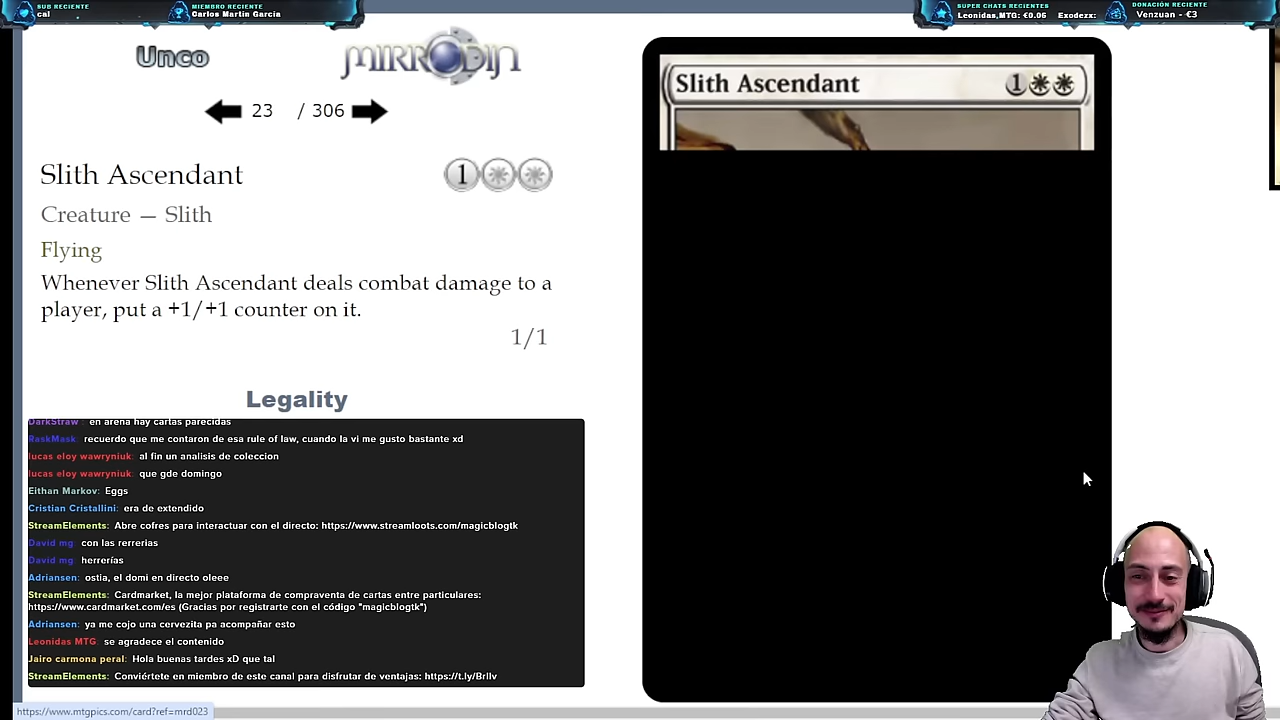 SUB RECIENTE
cal
MIEMBRO RECIENTE
Carlos Martín García
SUPER CHATS RECIENTES
Leonidas,MTG: €0.06 Exodezx:
DONACIÓN RECIENTE
Venzuan - €3
Unco
MIRRODIN
23 / 306
Slith Ascendant 1
Creature — Slith
Flying
Whenever Slith Ascendant deals combat damage to a
player, put a +1/+1 counter on it.
1/1
Legality
DarkStraw : en arena hay cartas parecidas
RaskMask: recuerdo que me contaron de esa rule of law, cuando la vi me gusto bastante xd
lucas eloy wawryniuk: al fin un analisis de coleccion
lucas eloy wawryniuk: que gde domingo
Eithan Markov: Eggs
Cristian Cristallini: era de extendido
StreamElements: Abre cofres para interactuar con el directo: https://www.streamloots.com/magicblogtk
David mg: con las rerrerias
David mg: herrerías
Adriansen: ostia, el domi en directo oleee
StreamElements: Cardmarket, la mejor plataforma de compraventa de cartas entre particulares:
https://www.cardmarket.com/es (Gracias por registrarte con el código "magicblogtk")
Adriansen: ya me cojo una cervezita pa acompañar esto
Leonidas MTG: se agradece el contenido
Jairo carmona peral: Hola buenas tardes xD que tal
StreamElements: Conviértete en miembro de este canal para disfrutar de ventajas: https://t.ly/Brllv
https://www.mtgpics.com/card?ref=mrd023
Slith Ascendant 1